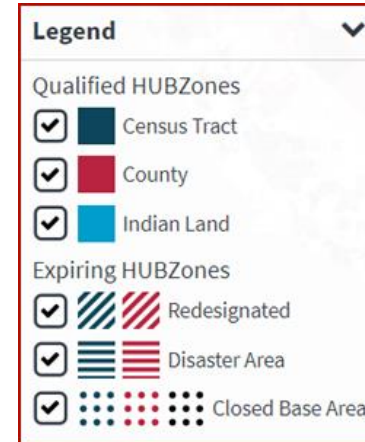 Legend
Qualified HUBZones
Census Tract
County
Indian Land
Expiring HUBZones
Redesignated
Disaster Area
Closed Base Area